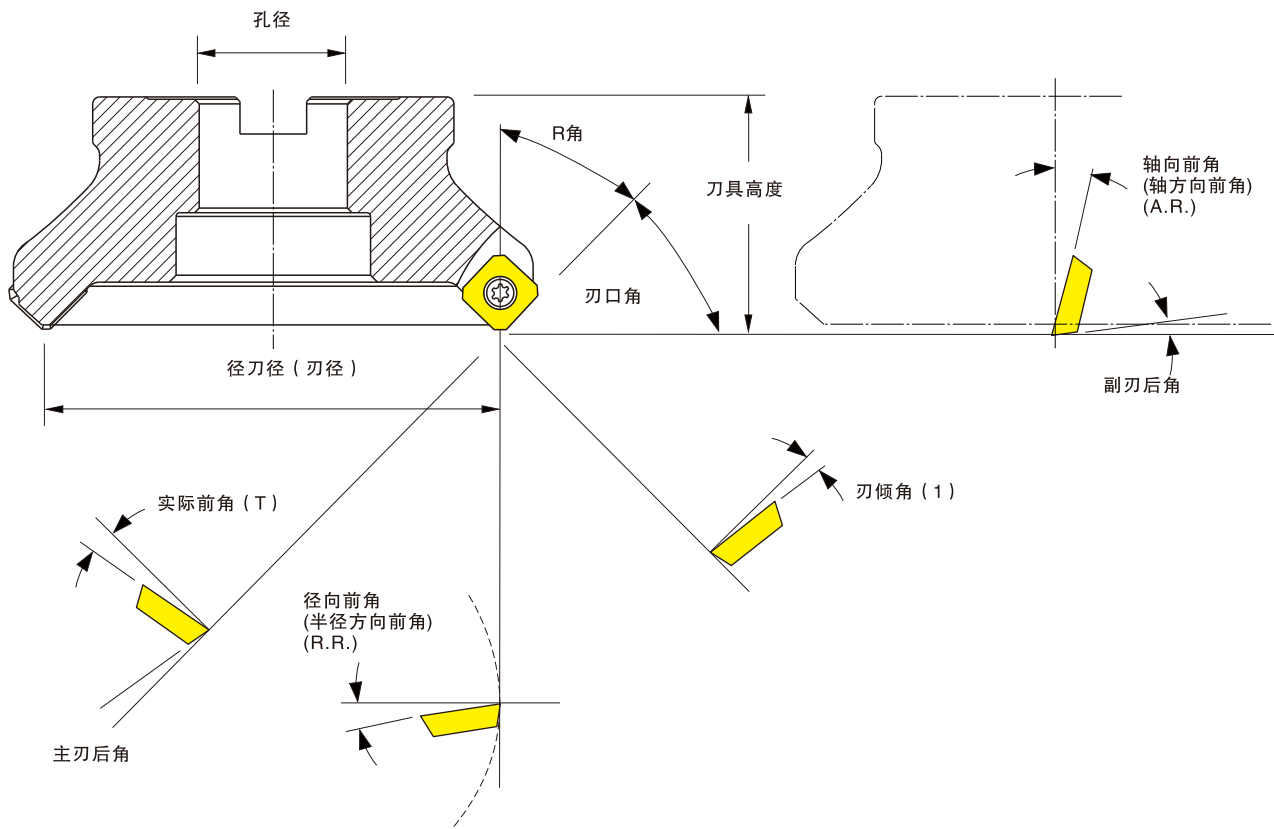 孔径
R角
刀具高度
轴向前角
(轴方向前角)
(A.R.)
刃口角
径刀径(刃径)
副刃后角
实际前角(T)
刃倾角(1)
径向前角
(半径方向前角)
(R.R.)
主刃后角